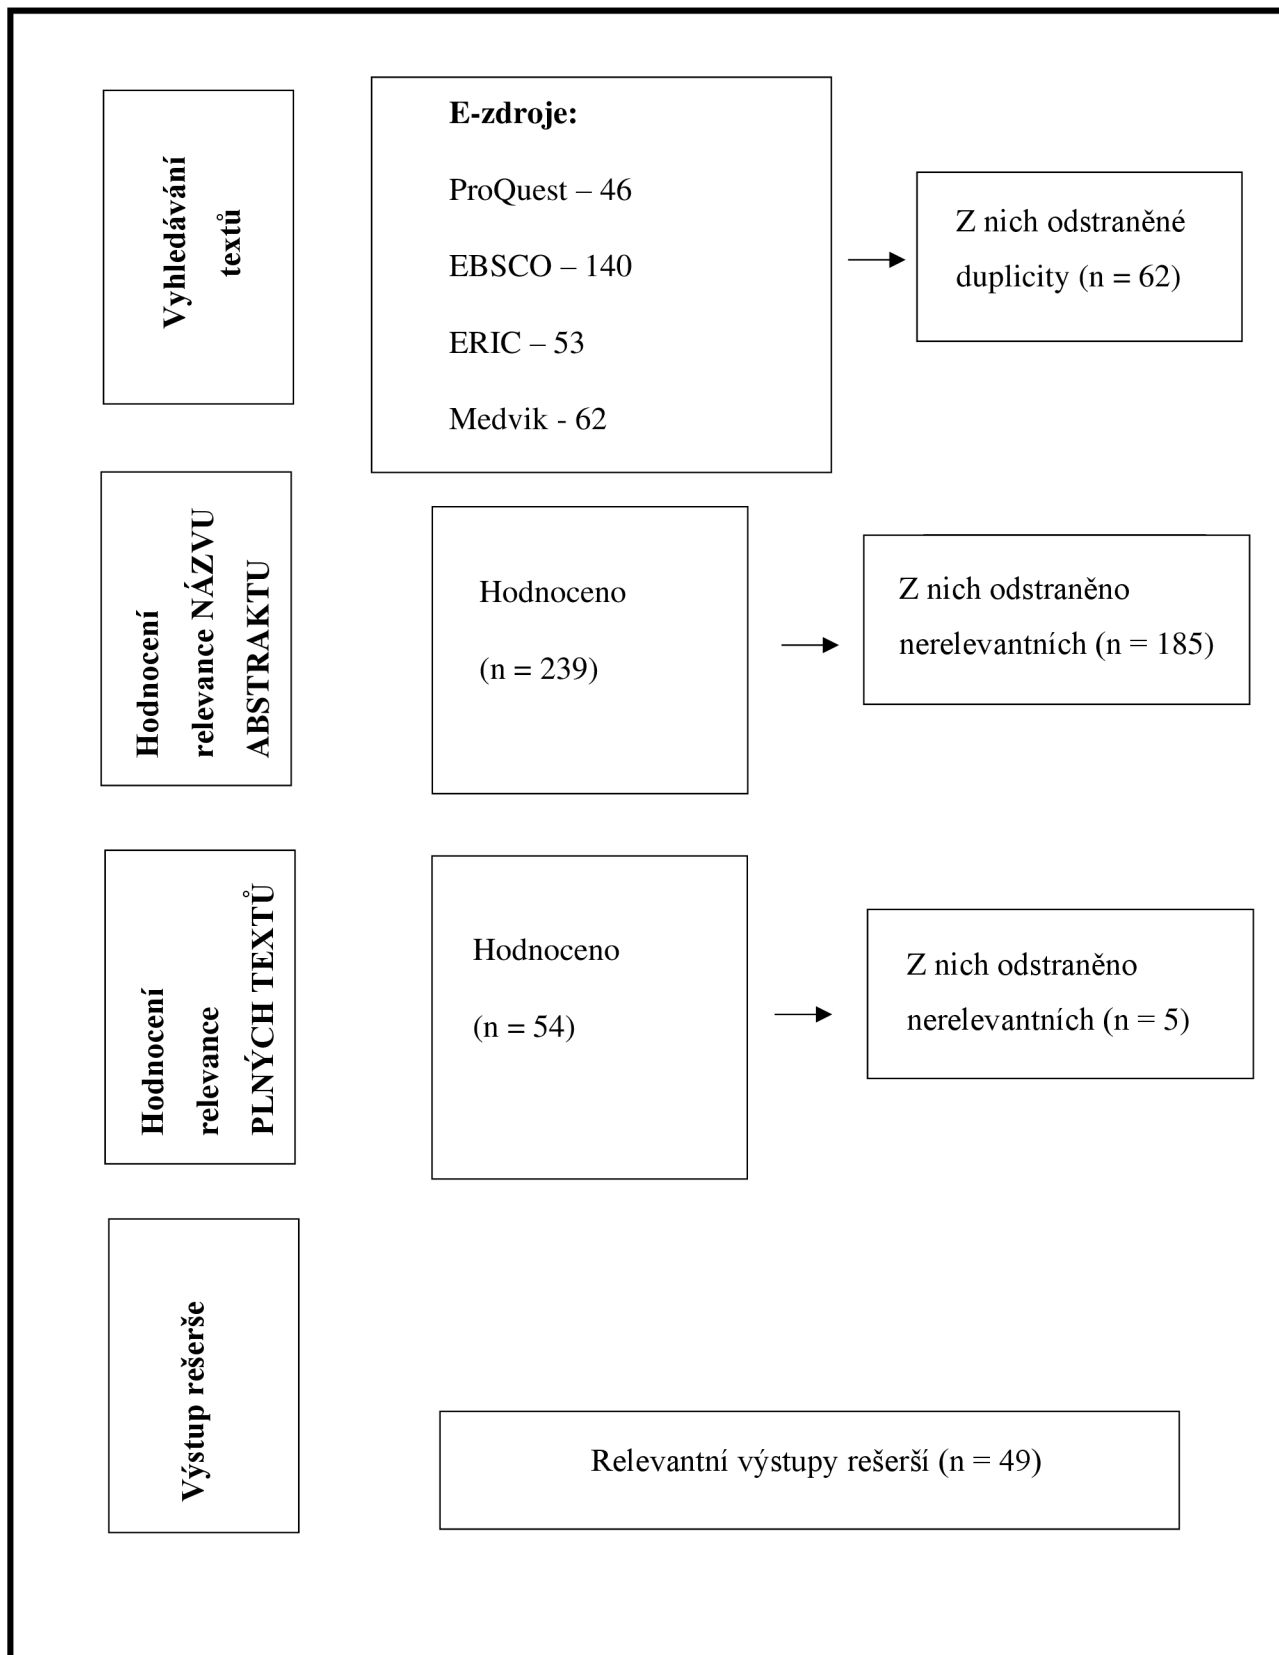 Vyhledávání
textů
E-zdroje:
ProQuest – 46
EBSCO – 140
ERIC – 53
Medvik - 62
Z nich odstraněné
duplicity (n = 62)
Hodnocení
relevance NÁZVU
ABSTRAKTU
Hodnoceno
(n = 239)
Z nich odstraněno
nerelevantních (n = 185)
Hodnocení
relevance
PLNÝCH TEXTŮ
Hodnoceno
(n = 54)
Z nich odstraněno
nerelevantních (n = 5)
Výstup rešerše
Relevantní výstupy rešerší (n = 49)